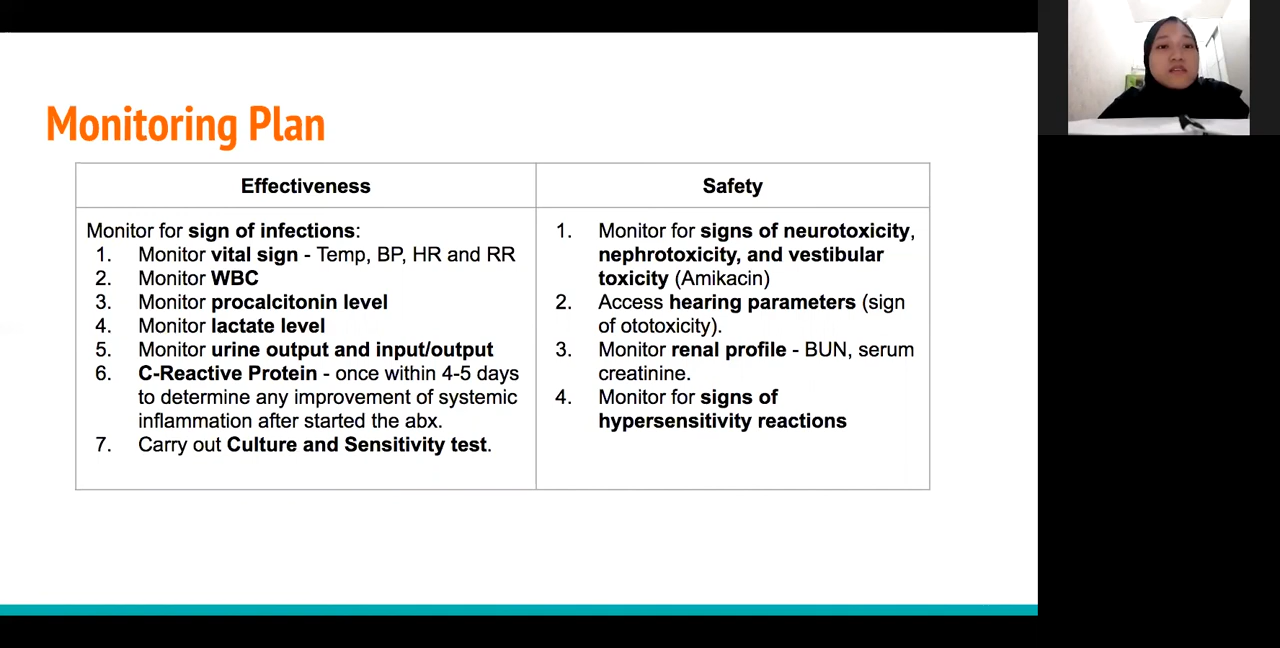 Monitoring Plan
Effectiveness
Monitor for sign of infections:
1. Monitor vital sign - Temp, BP, HR and RR
2. Monitor WBC
3. Monitor procalcitonin level
4. Monitor lactate level
5. Monitor urine output and input/output
6. C-Reactive Protein - once within 4-5 days
to determine any improvement of systemic
inflammation after started the abx.
7. Carry out Culture and Sensitivity test.
Safety
1. Monitor for signs of neurotoxicity,
nephrotoxicity, and vestibular
toxicity (Amikacin)
2. Access hearing parameters (sign
of ototoxicity).
3. Monitor renal profile - BUN, serum
creatinine.
4. Monitor for signs of
hypersensitivity reactions